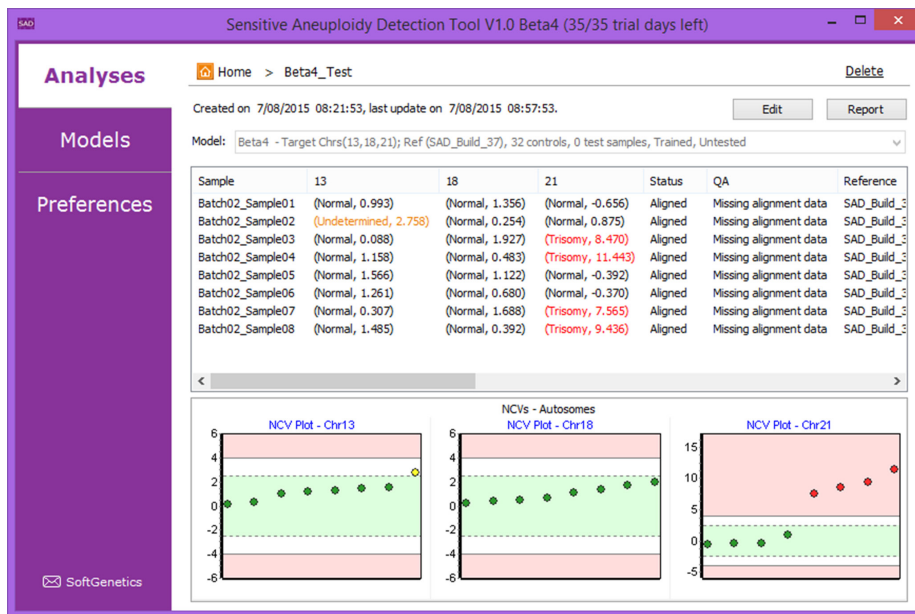 SAD
Sensitive Aneuploidy Detection Tool V1.0 Beta4 (35/35 trial days left)
Analyses
Models
Preferences
SoftGenetics
Home > Beta4_Test
Delete
Created on 7/08/2015 08:21:53, last update on 7/08/2015 08:57:53.
Edit
Report
Model: Beta4 - Target Chrs(13,18,21); Ref (SAD_Build_37), 32 controls, 0 test samples, Trained, Untested
Sample 13 18 21 Status QA Reference
Batch02_Sample01 (Normal, 0.993) (Normal, 1.356) (Normal, -0.656) Aligned Missing alignment data SAD_Build_3
Batch02_Sample02 (Undetermined, 2.758) (Normal, 0.254) (Normal, 0.875) Aligned Missing alignment data SAD_Build_3
Batch02_Sample03 (Normal, 0.088) (Normal, 1.927) (Trisomy, 8.470) Aligned Missing alignment data SAD_Build_3
Batch02_Sample04 (Normal, 1.158) (Normal, 0.483) (Trisomy, 11.443) Aligned Missing alignment data SAD_Build_3
Batch02_Sample05 (Normal, 1.566) (Normal, 1.122) (Normal, -0.392) Aligned Missing alignment data SAD_Build_3
Batch02_Sample06 (Normal, 1.261) (Normal, 0.680) (Normal, -0.370) Aligned Missing alignment data SAD_Build_3
Batch02_Sample07 (Normal, 0.307) (Normal, 1.688) (Trisomy, 7.565) Aligned Missing alignment data SAD_Build_3
Batch02_Sample08 (Normal, 1.485) (Normal, 0.392) (Trisomy, 9.436) Aligned Missing alignment data SAD_Build_3
NCVs - Autosomes
NCV Plot - Chr13
6
4
2
0
-2
-4
-6
NCV Plot - Chr18
6
4
2
0
-2
-4
-6
NCV Plot - Chr21
15
10
5
0
-5